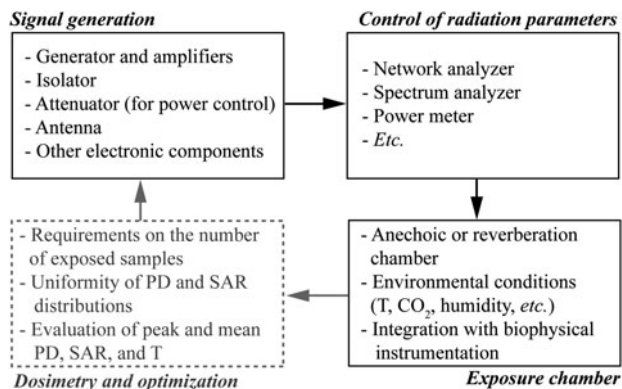 Signal generation
- Generator and amplifiers
- Isolator
- Attenuator (for power control)
- Antenna
- Other electronic components
Control of radiation parameters
- Network analyzer
- Spectrum analyzer
- Power meter
- Etc.
- Anechoic or reverberation
chamber
- Environmental conditions
(T, CO₂, humidity, etc.)
- Integration with biophysical
instrumentation
Exposure chamber
- Requirements on the number
of exposed samples
- Uniformity of PD and SAR
distributions
- Evaluation of peak and mean
PD, SAR, and T
Dosimetry and optimization